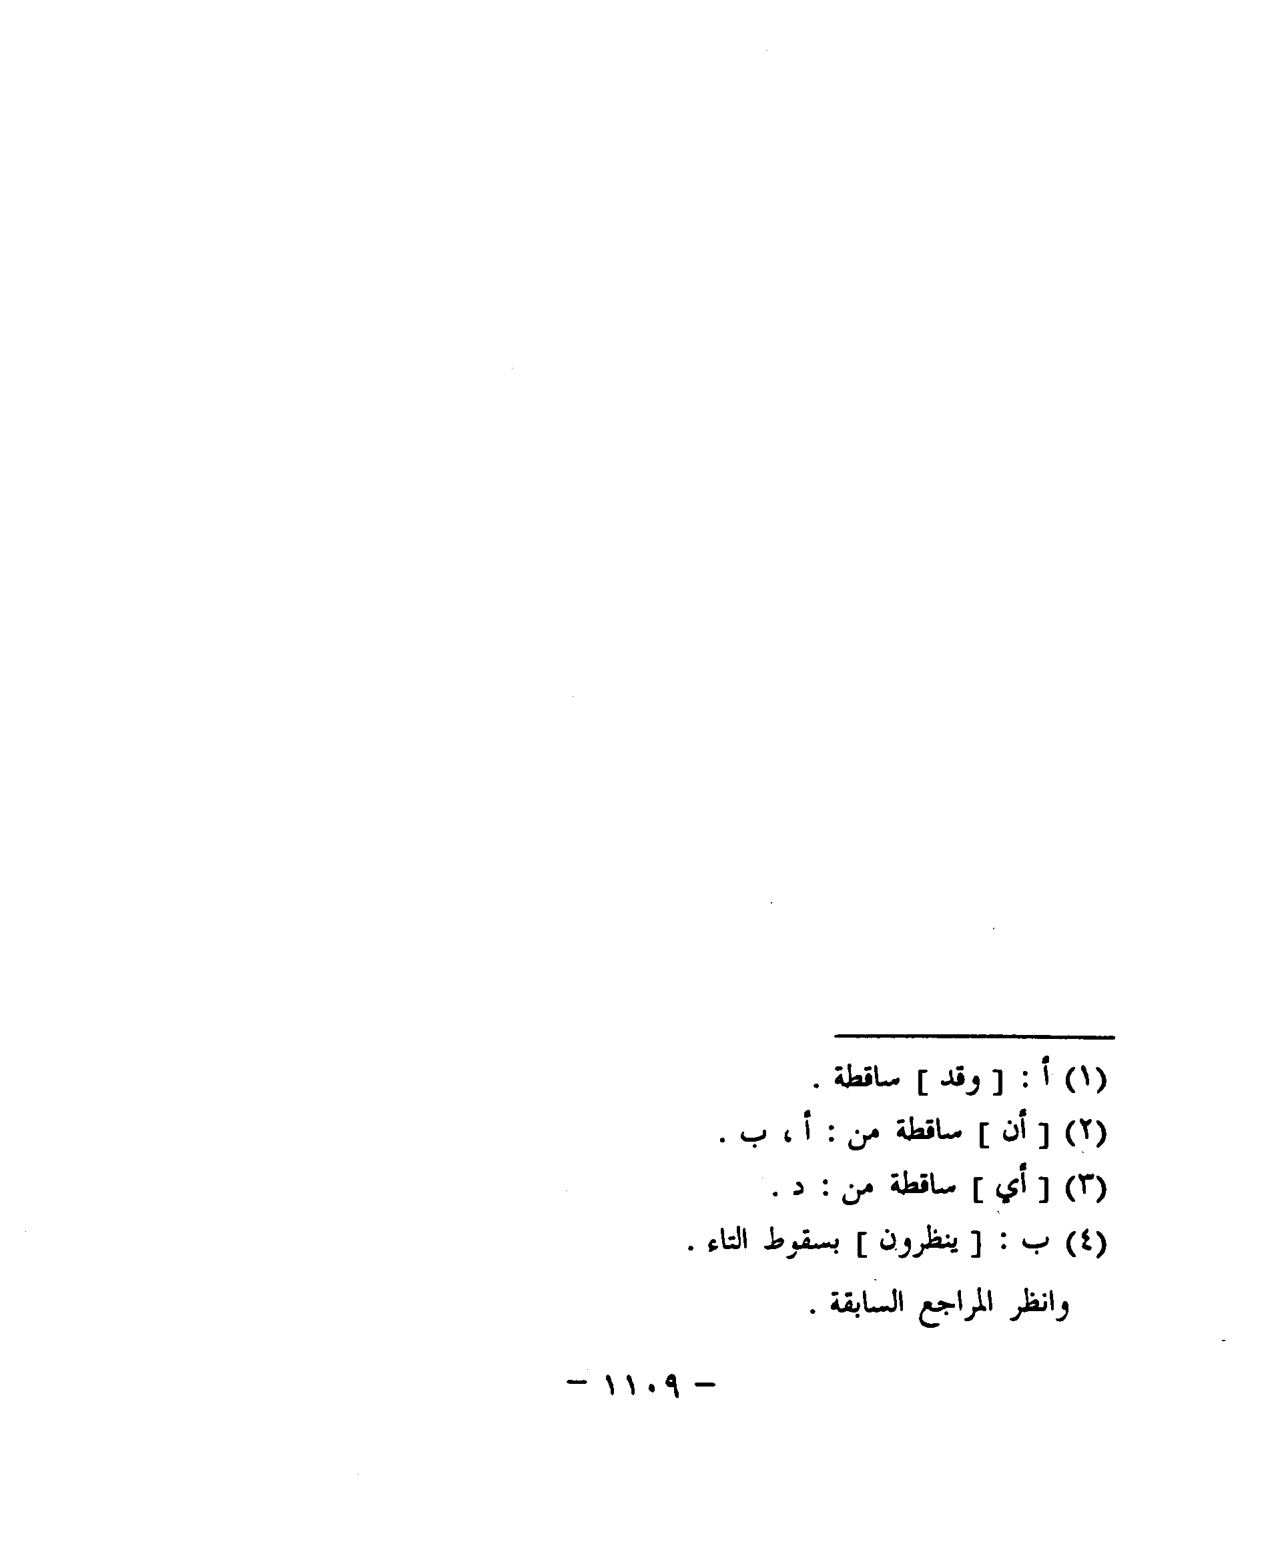 (١) أ : [ وقد ] ساقطة .
(٢) [ أن ] ساقطة من : أ ، ب .
(٣) [ أي ] ساقطة من : د .
(٤) ب : [ ينظرون ] بسقوط التاء .
وانظر المراجع السابقة .
– ١١٠٩ –